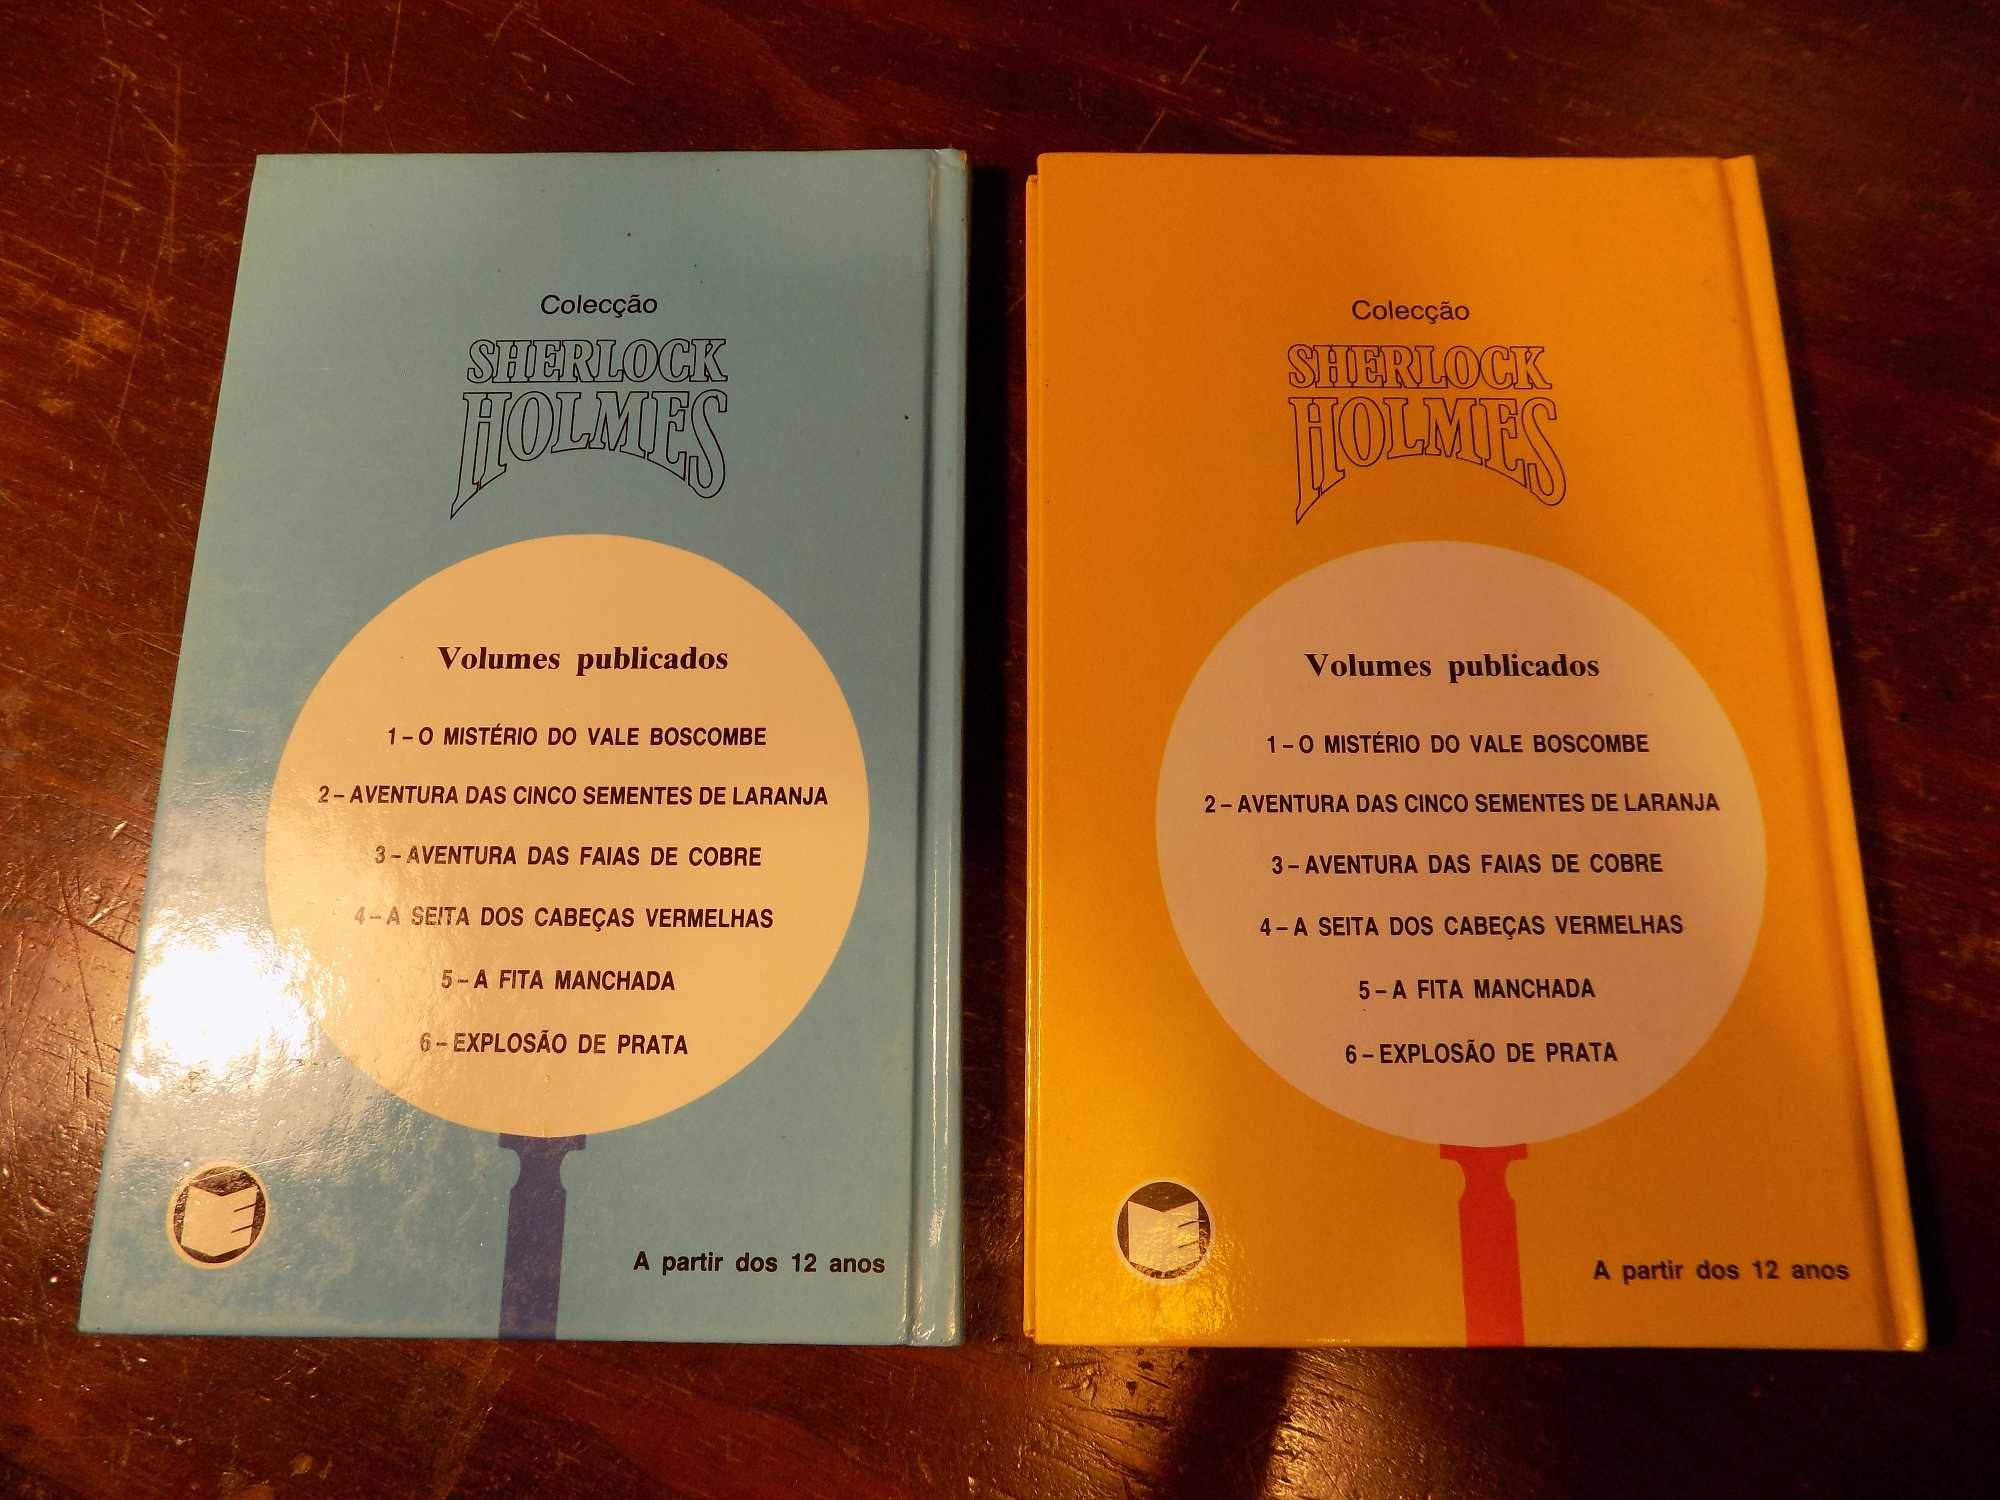 Colecção
SHERLOCK
HOLMES
Volumes publicados
1 – O MISTÉRIO DO VALE BOSCOMBE
2 – AVENTURA DAS CINCO SEMENTES DE LARANJA
3 – AVENTURA DAS FAIAS DE COBRE
4 – A SEITA DOS CABEÇAS VERMELHAS
5 – A FITA MANCHADA
6 – EXPLOSÃO DE PRATA
A partir dos 12 anos
Colecção
SHERLOCK
HOLMES
Volumes publicados
1 – O MISTÉRIO DO VALE BOSCOMBE
2 – AVENTURA DAS CINCO SEMENTES DE LARANJA
3 – AVENTURA DAS FAIAS DE COBRE
4 – A SEITA DOS CABEÇAS VERMELHAS
5 – A FITA MANCHADA
6 – EXPLOSÃO DE PRATA
A partir dos 12 anos